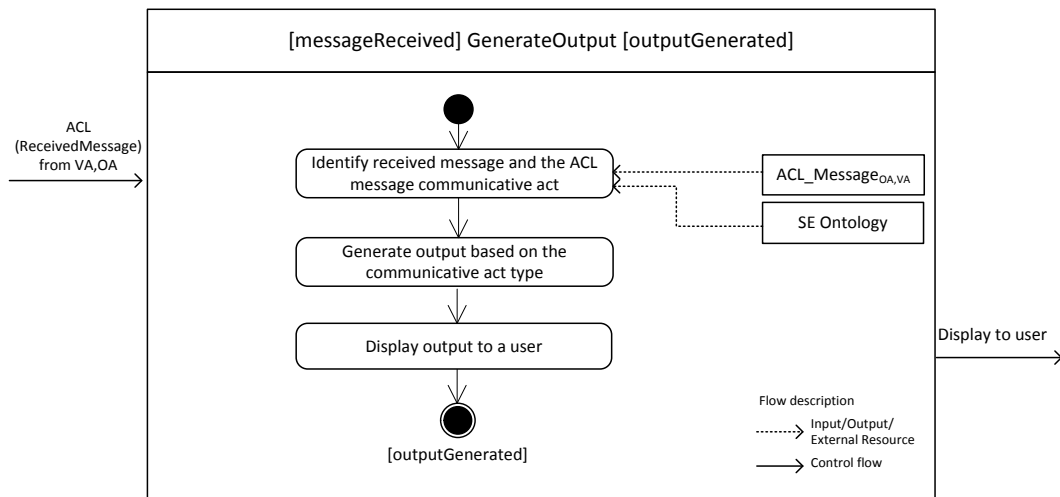 [messageReceived] GenerateOutput [outputGenerated]
ACL
(ReceivedMessage)
from VA,OA
Identify received message and the ACL
message communicative act
ACL_MessageOA,VA
SE Ontology
Generate output based on the
communicative act type
Display output to a user
Display to user
[outputGenerated]
Flow description
Input/Output/
External Resource
Control flow